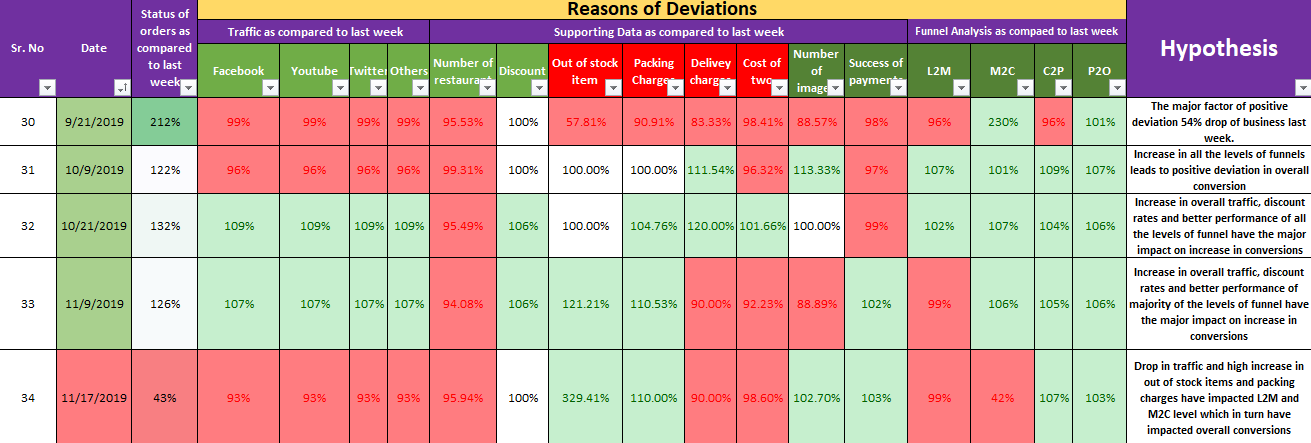 Reasons of Deviations
Sr. No
Date
Status of
orders as
compared
to last
week
Traffic as compared to last week
Supporting Data as compared to last week
Funnel Analysis as compaed to last week
Hypothesis
Facebook
Youtube
Twitter
Others
Number of
restaurant
Discount
Out of stock
item
Packing
Charges
Delivey
charges
Cost of
two
Number
of
images
Success of
payments
L2M
M2C
C2P
P2O
30 9/21/2019 212% 99% 99% 99% 99% 95.53% 100% 57.81% 90.91% 83.33% 98.41% 88.57% 98% 96% 230% 96% 101%
The major factor of positive
deviation 54% drop of business last
week.
31 10/9/2019 122% 96% 96% 96% 96% 99.31% 100% 100.00% 100.00% 111.54% 96.32% 113.33% 97% 107% 101% 109% 107%
Increase in all the levels of funnels
leads to positive deviation in overall
conversion
32 10/21/2019 132% 109% 109% 109% 109% 95.49% 106% 100.00% 104.76% 120.00% 101.66% 100.00% 99% 102% 107% 104% 106%
Increase in overall traffic, discount
rates and better performance of all
the levels of funnel have the major
impact on increase in conversions
33 11/9/2019 126% 107% 107% 107% 107% 94.08% 106% 121.21% 110.53% 90.00% 92.23% 88.89% 102% 99% 106% 105% 106%
Increase in overall traffic, discount
rates and better performance of
majority of the levels of funnel have
the major impact on increase in
conversions
34 11/17/2019 43% 93% 93% 93% 93% 95.94% 100% 329.41% 110.00% 90.00% 98.60% 102.70% 103% 99% 42% 107% 103%
Drop in traffic and high increase in
out of stock items and packing
charges have impacted L2M and
M2C level which in turn have
impacted overall conversions